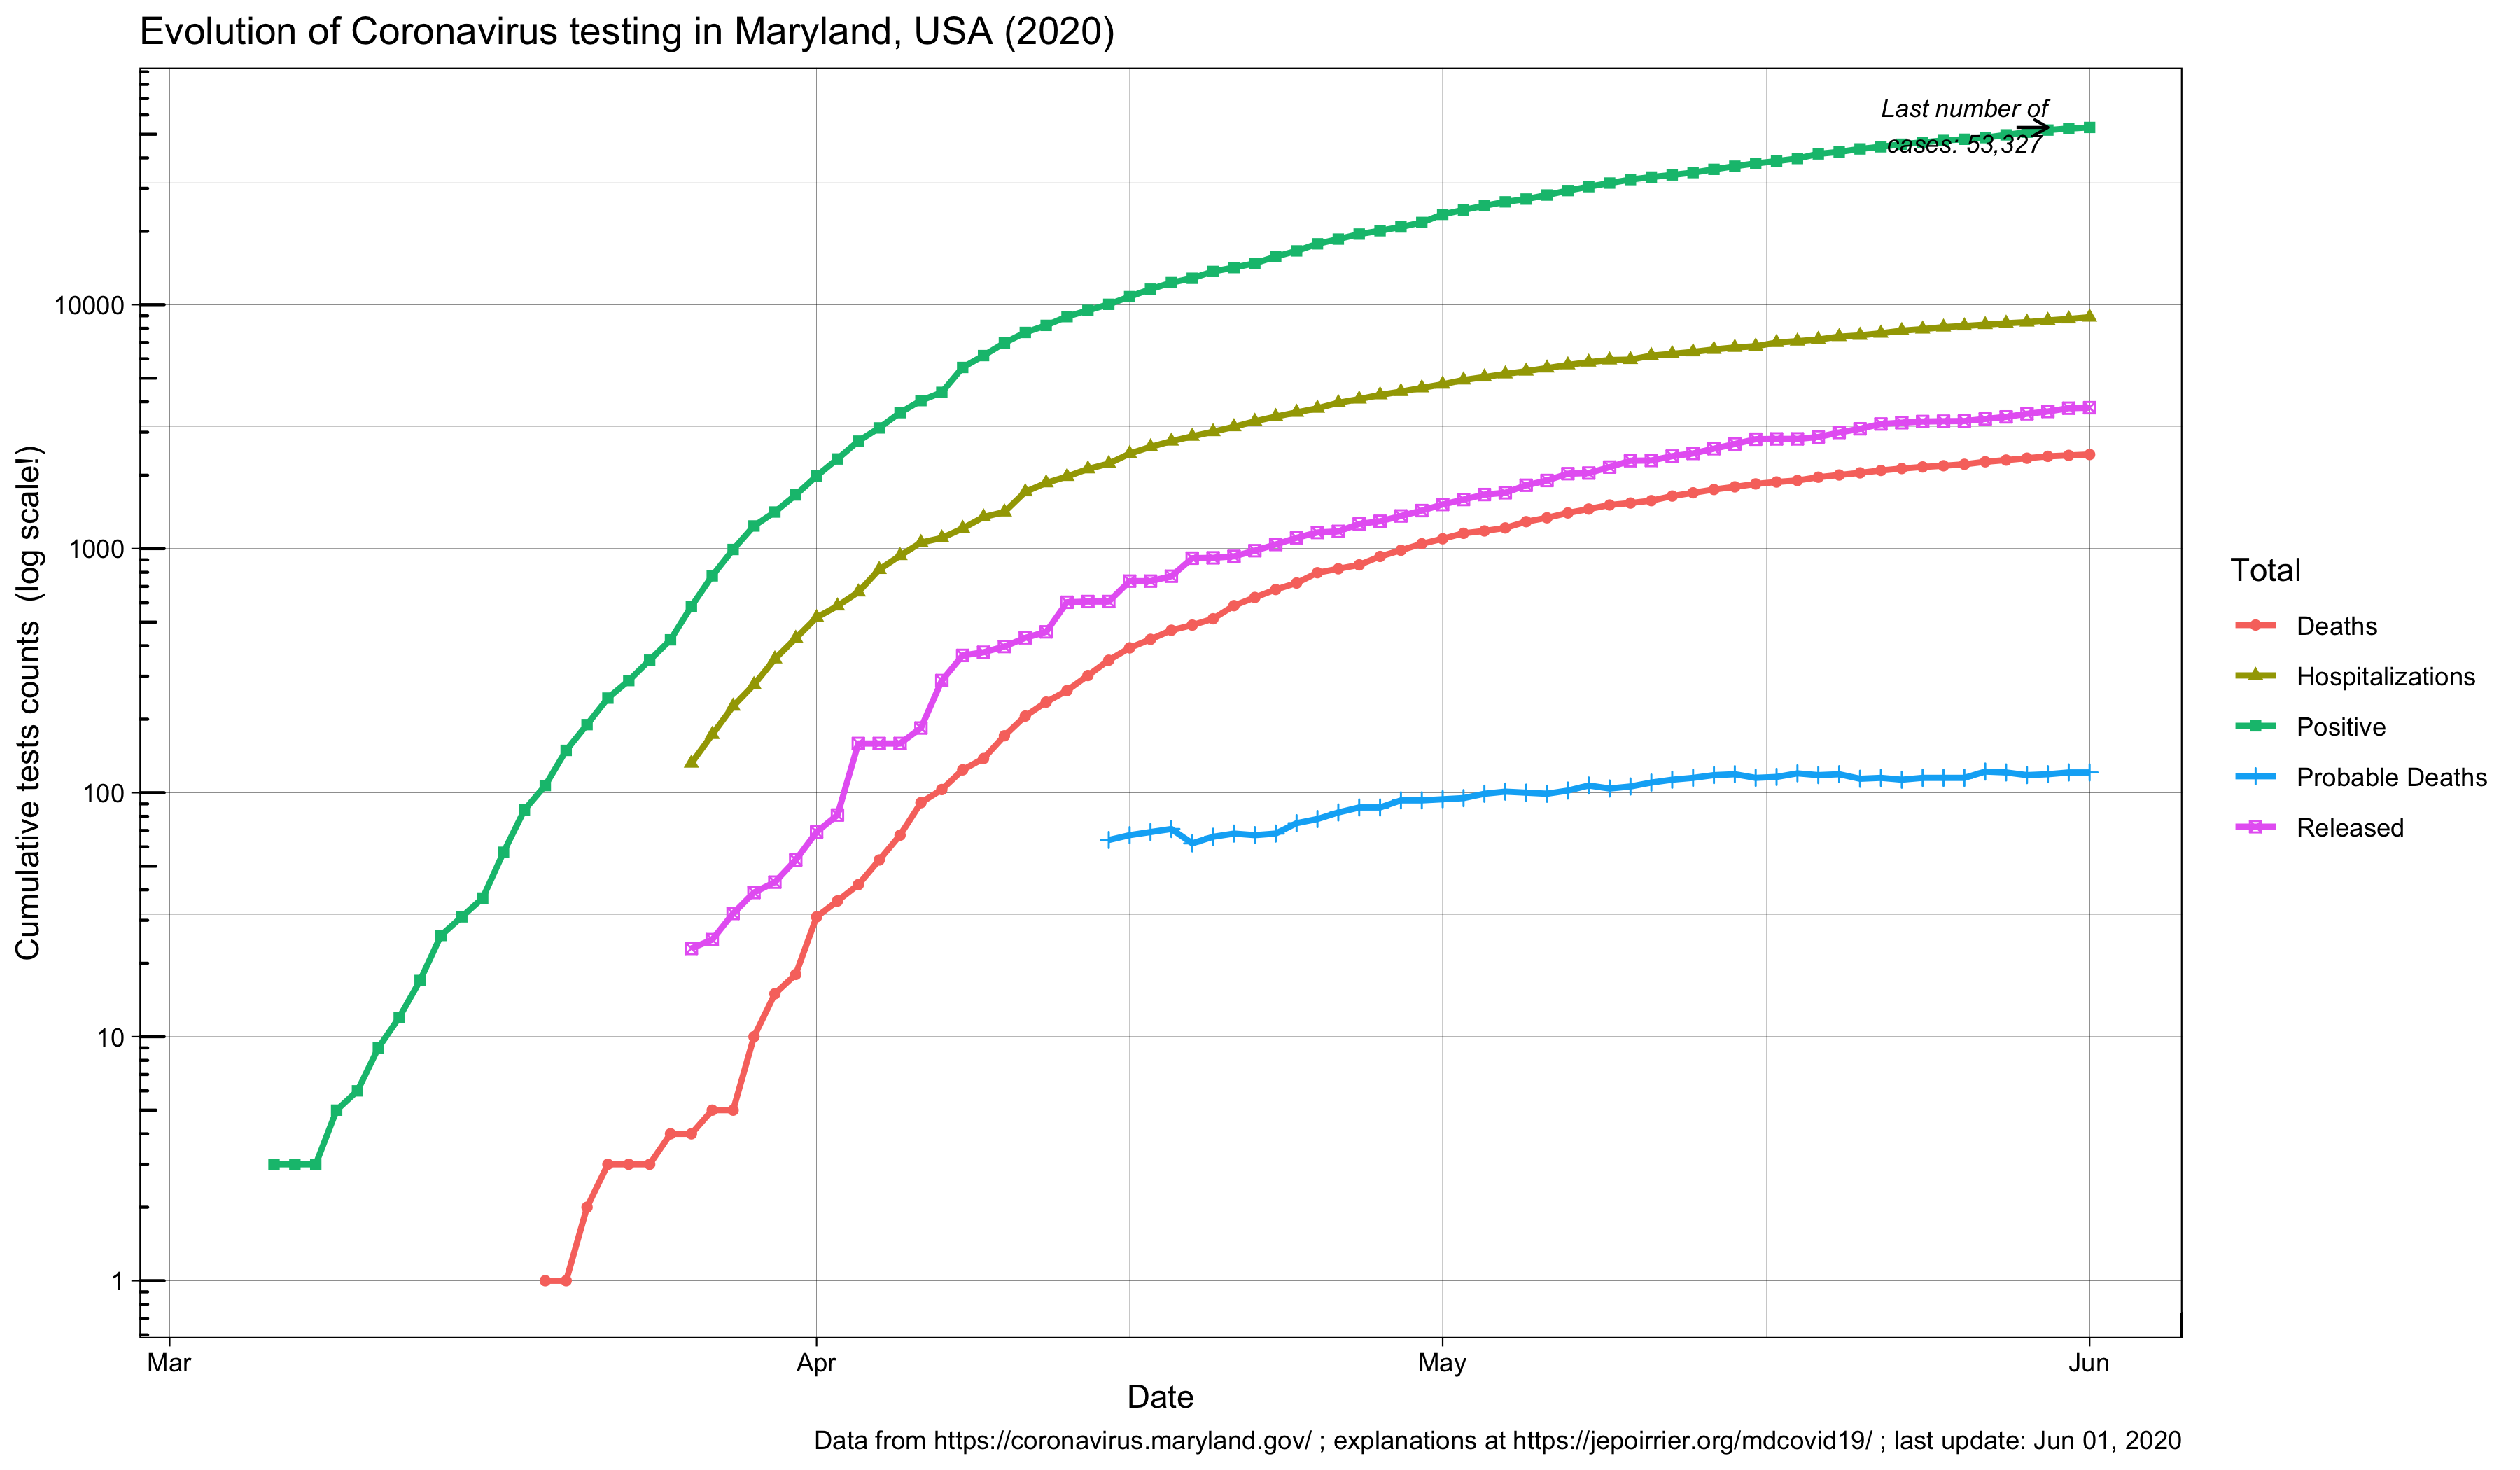 Evolution of Coronavirus testing in Maryland, USA (2020)
Last number of
cases: 53,327
Cumulative tests counts  (log scale!)
10000
1000
100
10
1
Mar
Apr
May
Jun
Date
Total
Deaths
Hospitalizations
Positive
Probable Deaths
Released
Data from https://coronavirus.maryland.gov/ ; explanations at https://jepoirrier.org/mdcovid19/ ; last update: Jun 01, 2020